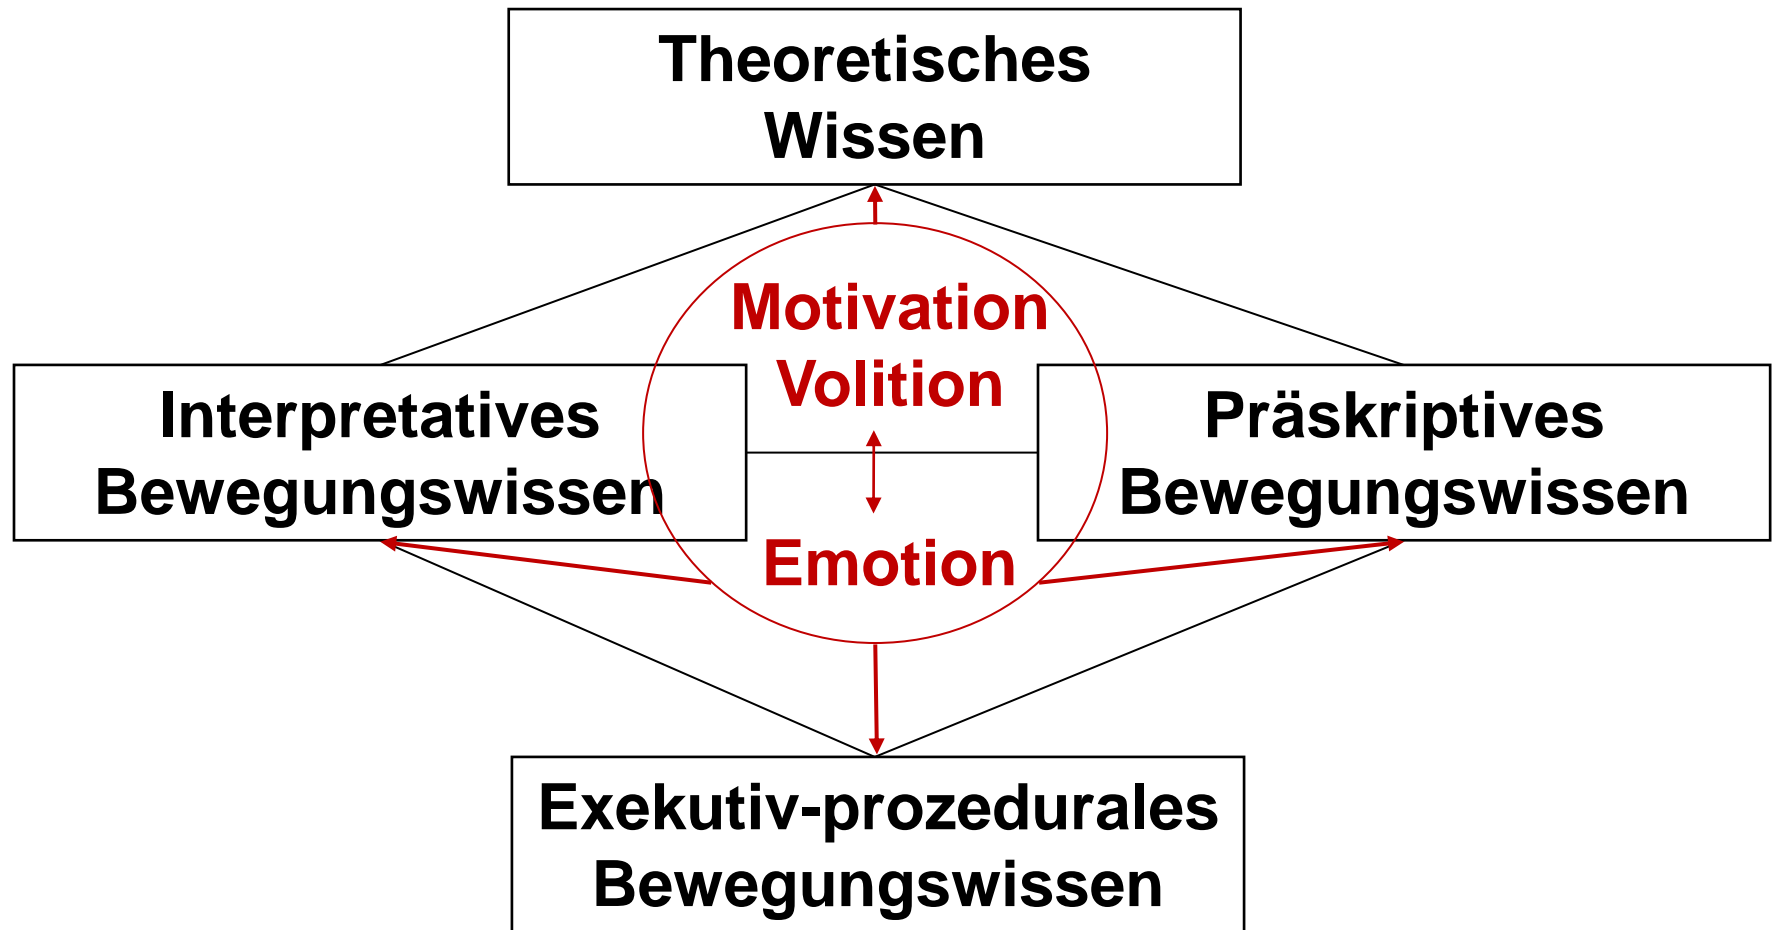 Theoretisches
Wissen
Motivation
Volition
Interpretatives
Bewegungswissen
Präskriptives
Bewegungswissen
Emotion
Exekutiv-prozedurales
Bewegungswissen